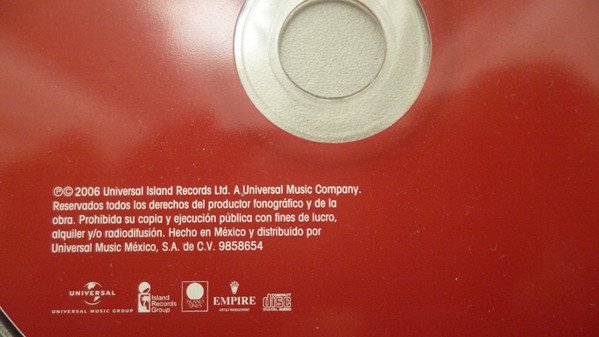 ℗© 2006 Universal Island Records Ltd. A Universal Music Company.
Reservados todos los derechos del productor fonográfico y de la
obra. Prohibida su copia y ejecución pública con fines de lucro,
alquiler y/o radiodifusión. Hecho en México y distribuido por
Universal Music México, S.A. de C.V. 9858654
UNIVERSAL
UNIVERSAL MUSIC GROUP
Island
Records
Group
ISLAND
EMPIRE
ARTIST MANAGEMENT
COMPACT
disc
DIGITAL AUDIO